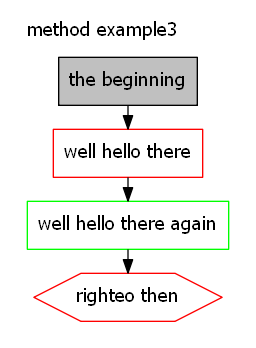 method example3
the beginning
well hello there
well hello there again
righteo then